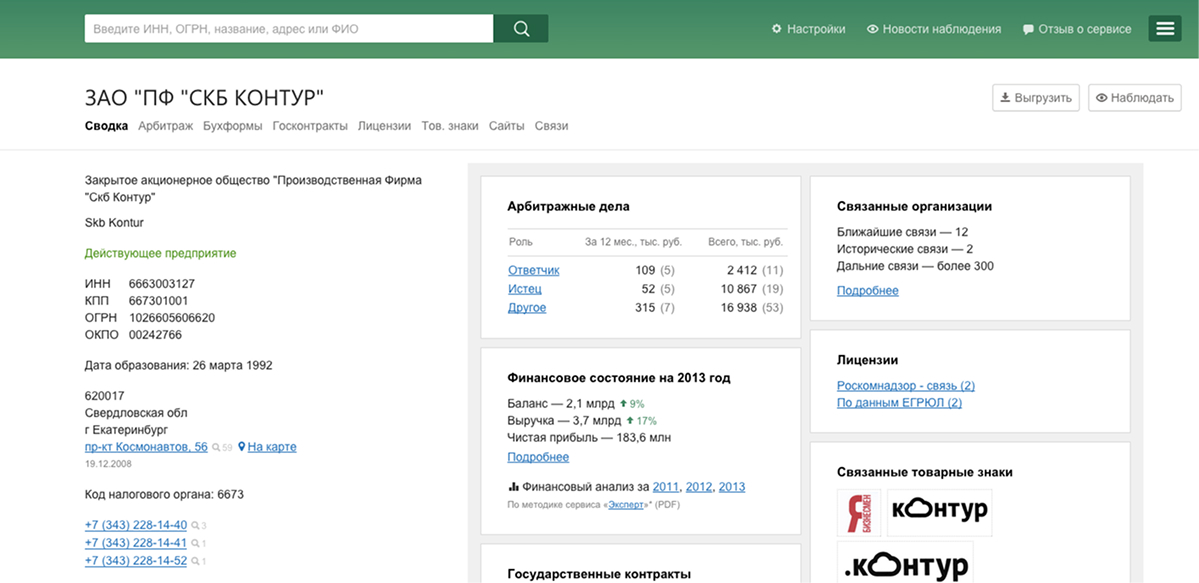 Введите ИНН, ОГРН, название, адрес или ФИО
Настройки
Новости наблюдения
Отзыв о сервисе
ЗАО "ПФ "СКБ КОНТУР"
Выгрузить
Наблюдать
Сводка Арбитраж Бухформы Госконтракты Лицензии Тов. знаки Сайты Связи
Закрытое акционерное общество "Производственная Фирма
"Скб Контур"
Skb Kontur
Действующее предприятие
ИНН 6663003127
КПП 667301001
ОГРН 1026605606620
ОКПО 00242766
Дата образования: 26 марта 1992
620017
Свердловская обл
г Екатеринбург
пр-кт Космонавтов, 56 59 На карте
19.12.2008
Код налогового органа: 6673
+7 (343) 228-14-40 3
+7 (343) 228-14-41 1
+7 (343) 228-14-52 1
Арбитражные дела
Роль За 12 мес., тыс. руб. Всего, тыс. руб.
Ответчик 109 (5) 2 412 (11)
Истец 52 (5) 10 867 (19)
Другое 315 (7) 16 938 (53)
Финансовое состояние на 2013 год
Баланс — 2,1 млрд 9%
Выручка — 3,7 млрд 17%
Чистая прибыль — 183,6 млн
Подробнее
Финансовый анализ за 2011, 2012, 2013
По методике сервиса «Эксперт»* (PDF)
Государственные контракты
Связанные организации
Ближайшие связи — 12
Исторические связи — 2
Дальние связи — более 300
Подробнее
Лицензии
Роскомнадзор - связь (2)
По данным ЕГРЮЛ (2)
Связанные товарные знаки
Я БИЗНЕСМЕН
контур
.контур